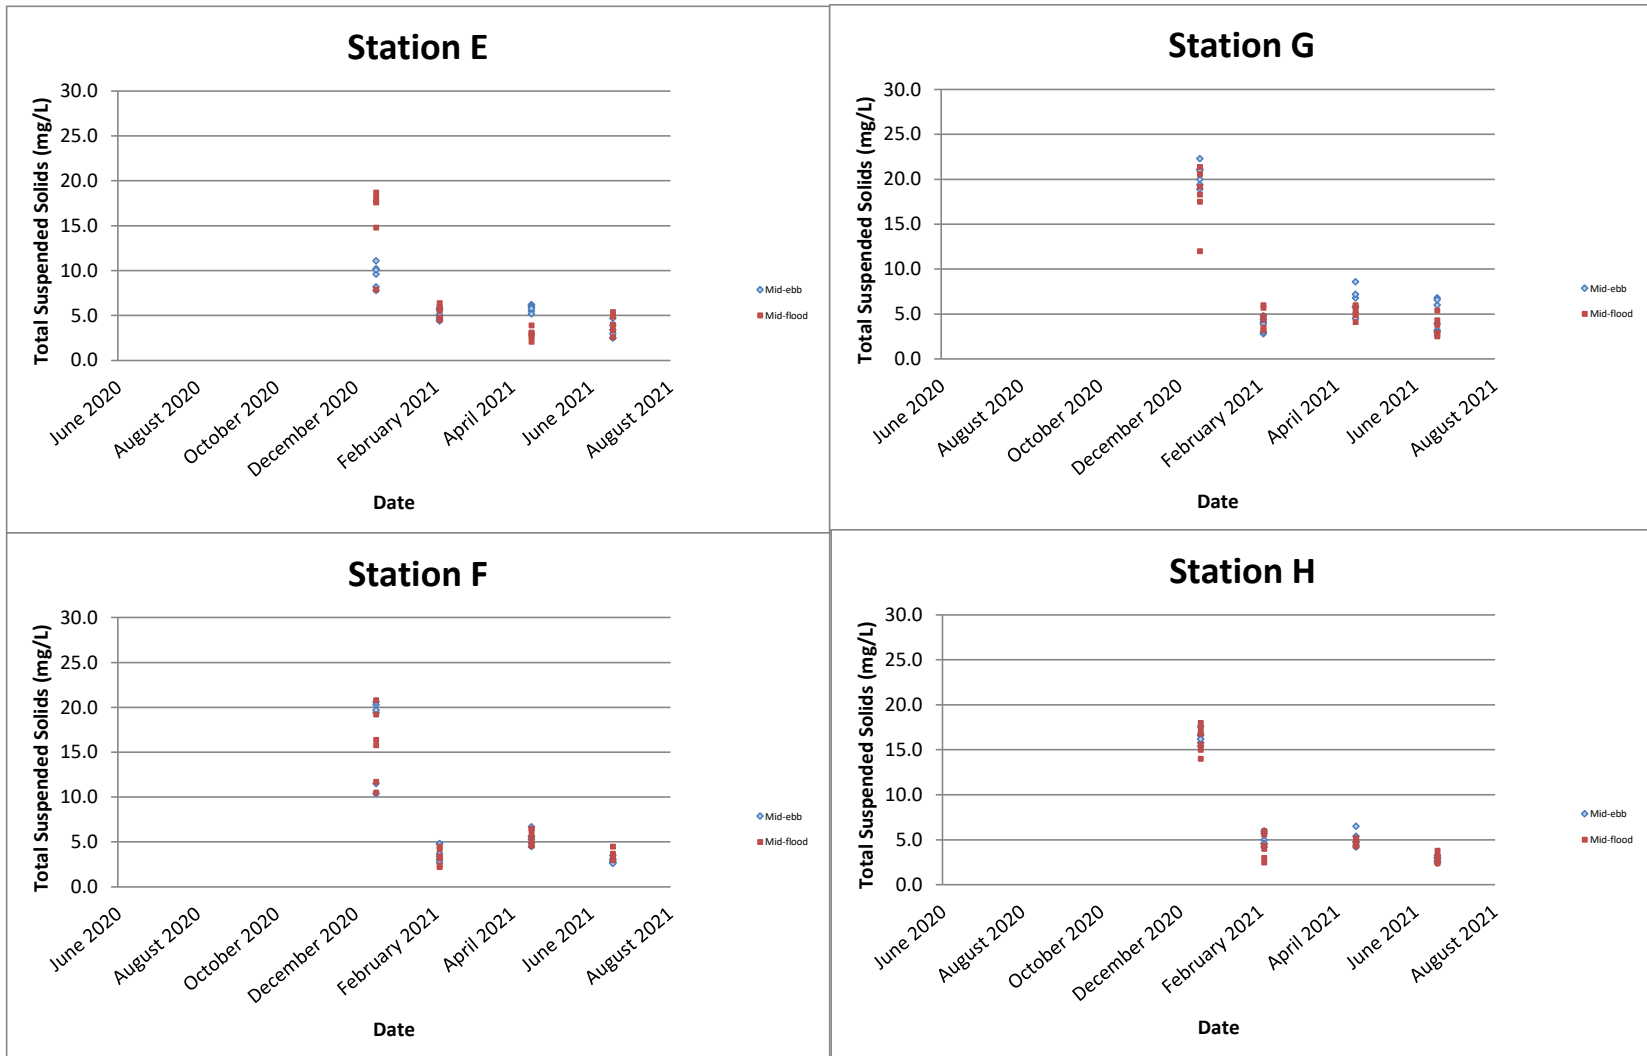 Station E
Total Suspended Solids (mg/L)
30.0
25.0
20.0
15.0
10.0
5.0
0.0
June 2020
August 2020
October 2020
December 2020
February 2021
April 2021
June 2021
August 2021
Date
Mid-ebb
Mid-flood
Station G
Total Suspended Solids (mg/L)
30.0
25.0
20.0
15.0
10.0
5.0
0.0
June 2020
August 2020
October 2020
December 2020
February 2021
April 2021
June 2021
August 2021
Date
Mid-ebb
Mid-flood
Station F
Total Suspended Solids (mg/L)
30.0
25.0
20.0
15.0
10.0
5.0
0.0
June 2020
August 2020
October 2020
December 2020
February 2021
April 2021
June 2021
August 2021
Date
Mid-ebb
Mid-flood
Station H
Total Suspended Solids (mg/L)
30.0
25.0
20.0
15.0
10.0
5.0
0.0
June 2020
August 2020
October 2020
December 2020
February 2021
April 2021
June 2021
August 2021
Date
Mid-ebb
Mid-flood